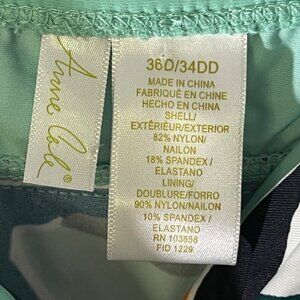 Anne Cole®
36D/34DD
MADE IN CHINA
FABRIQUÉ EN CHINE
HECHO EN CHINA
SHELL/
EXTÉRIEUR/EXTERIOR
82% NYLON/
NAILON
18% SPANDEX/
ELASTANO
LINING/
DOUBLURE/FORRO
90% NYLON/NAILON
10% SPANDEX/
ELASTANO
RN 103858
FID 1229